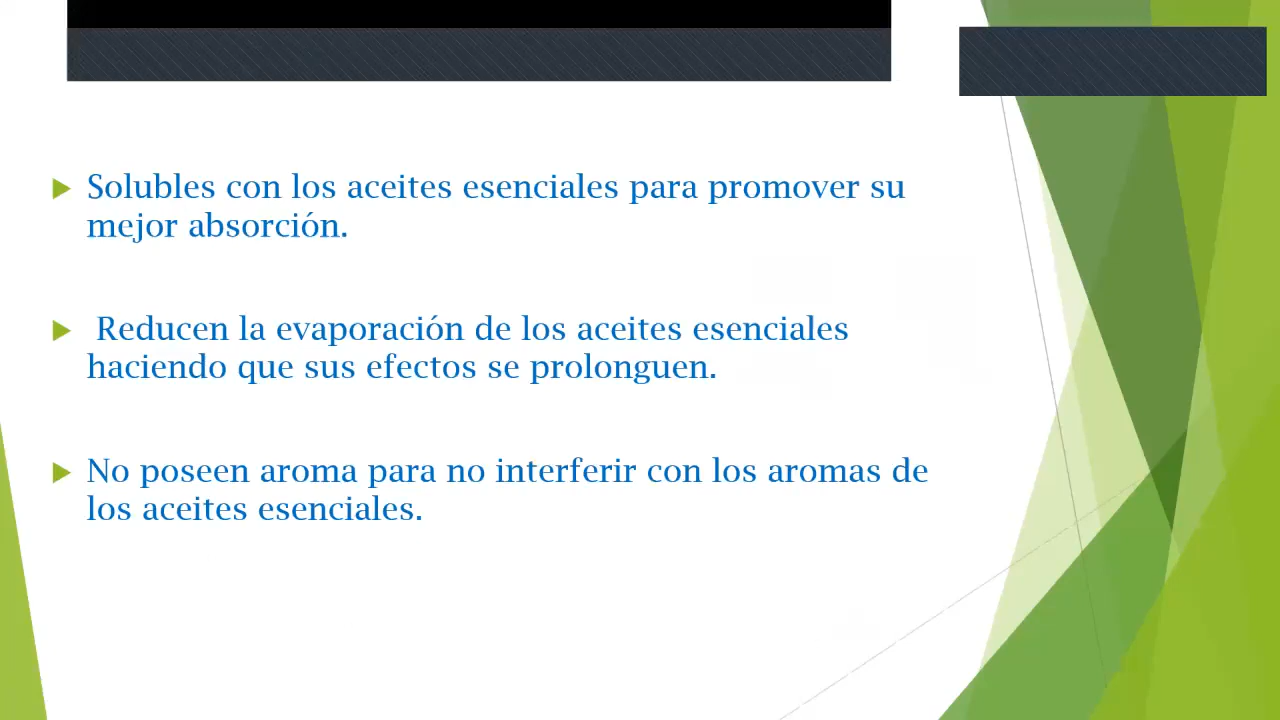 Solubles con los aceites esenciales para promover su
mejor absorción.
Reducen la evaporación de los aceites esenciales
haciendo que sus efectos se prolonguen.
No poseen aroma para no interferir con los aromas de
los aceites esenciales.